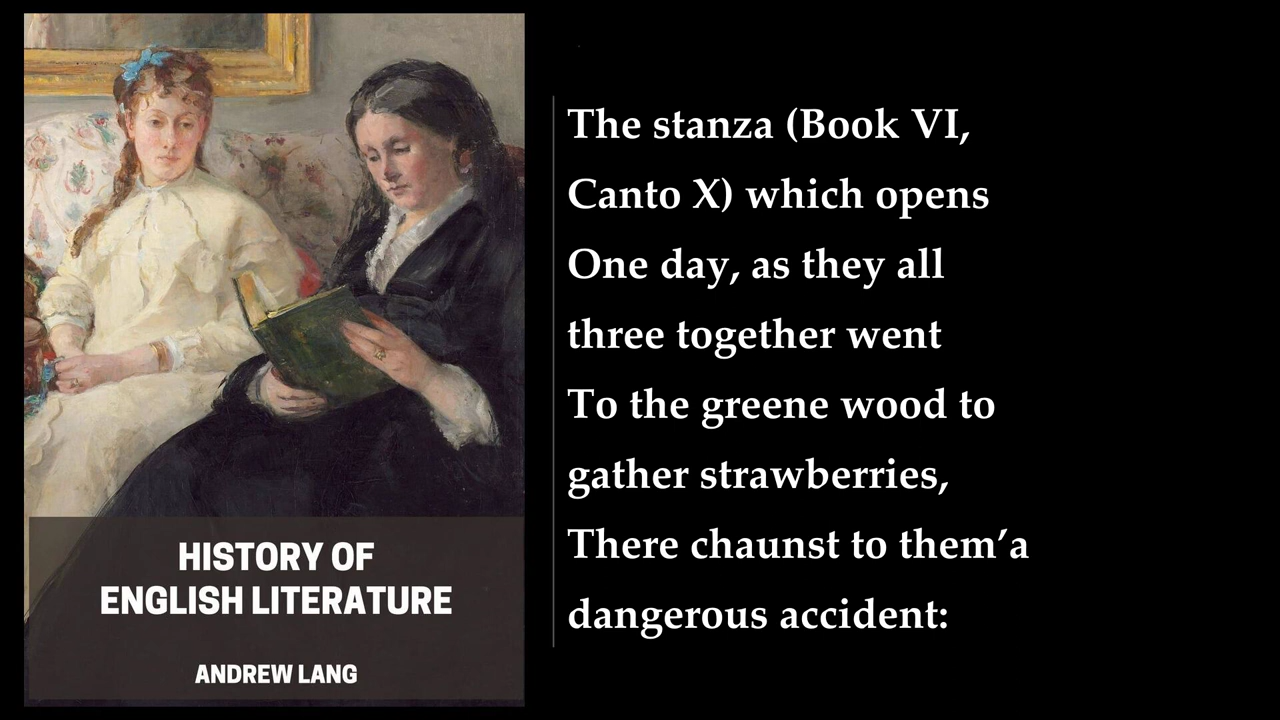 HISTORY OF
ENGLISH LITERATURE
ANDREW LANG
The stanza (Book VI,
Canto X) which opens
One day, as they all
three together went
To the greene wood to
gather strawberries,
There chaunst to them’a
dangerous accident: